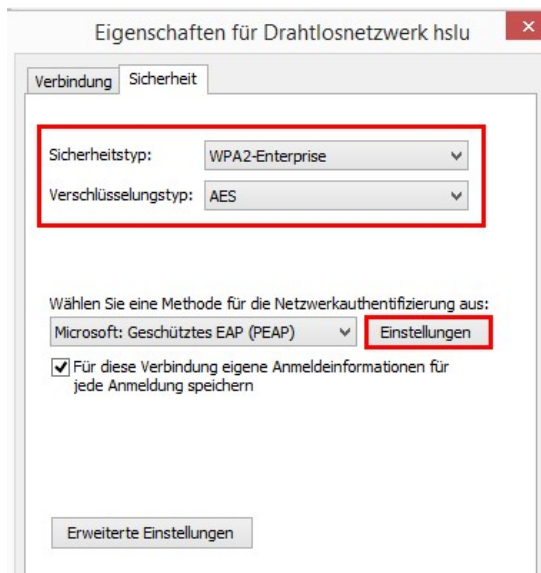 Eigenschaften für Drahtlosnetzwerk hslu
Verbindung Sicherheit
Sicherheitstyp: WPA2-Enterprise
Verschlüsselungstyp: AES
Wählen Sie eine Methode für die Netzwerkauthentifizierung aus:
Microsoft: Geschütztes EAP (PEAP) Einstellungen
Für diese Verbindung eigene Anmeldeinformationen für
jede Anmeldung speichern
Erweiterte Einstellungen